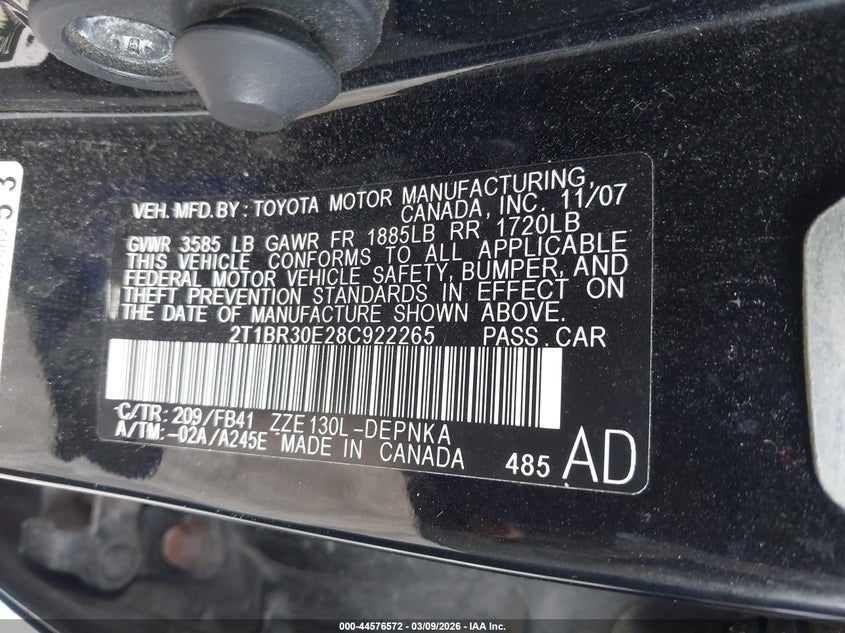 53
VEH. MFD. BY : TOYOTA MOTOR MANUFACTURING,
CANADA, INC. 11/07
GVWR 3585 LB GAWR FR 1885LB RR 1720LB
THIS VEHICLE CONFORMS TO ALL APPLICABLE
FEDERAL MOTOR VEHICLE SAFETY, BUMPER, AND
THEFT PREVENTION STANDARDS IN EFFECT ON
THE DATE OF MANUFACTURE SHOWN ABOVE.
2T1BR30E28C922265 PASS. CAR
C/TR: 209/FB41 ZZE130L-DEPNKA
A/TM: -02A/A245E MADE IN CANADA 485 AD
000-44576572 - 03/09/2026 - IAA Inc.